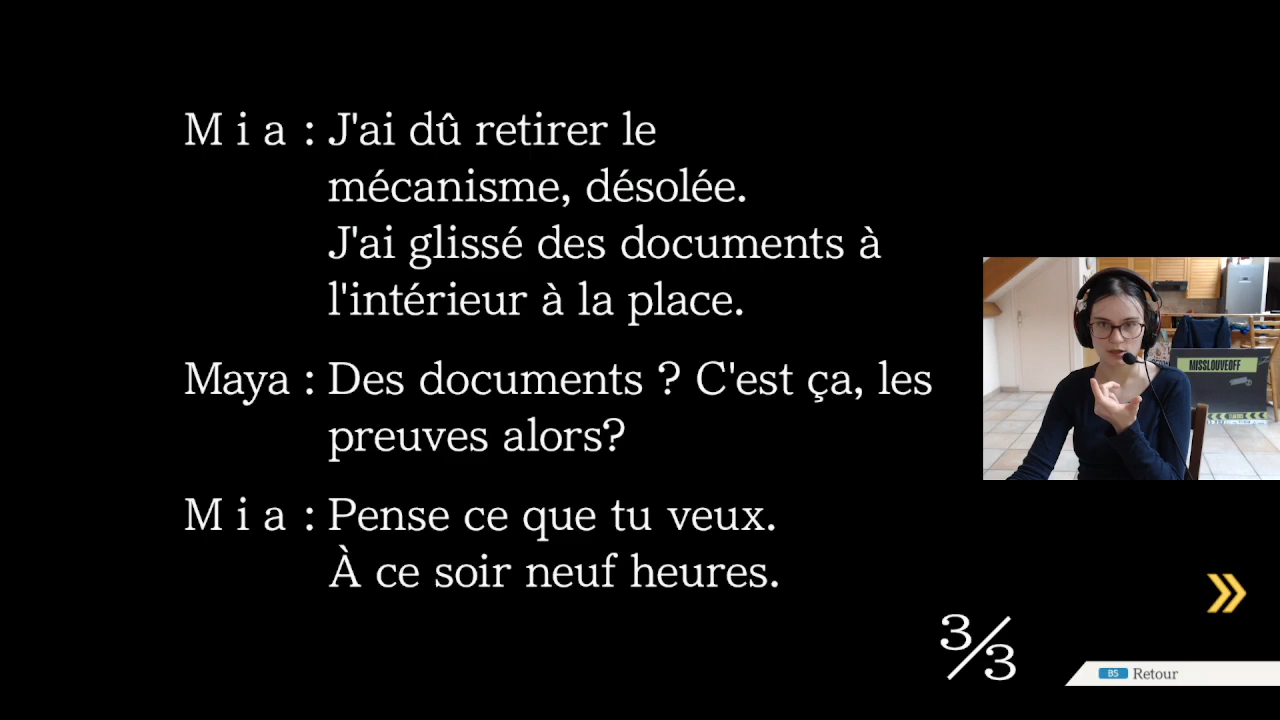 M i a : J'ai dû retirer le
mécanisme, désolée.
J'ai glissé des documents à
l'intérieur à la place.
Maya : Des documents ? C'est ça, les
preuves alors?
M i a : Pense ce que tu veux.
À ce soir neuf heures.
3/3
BS Retour
MISSLOUVEOFF